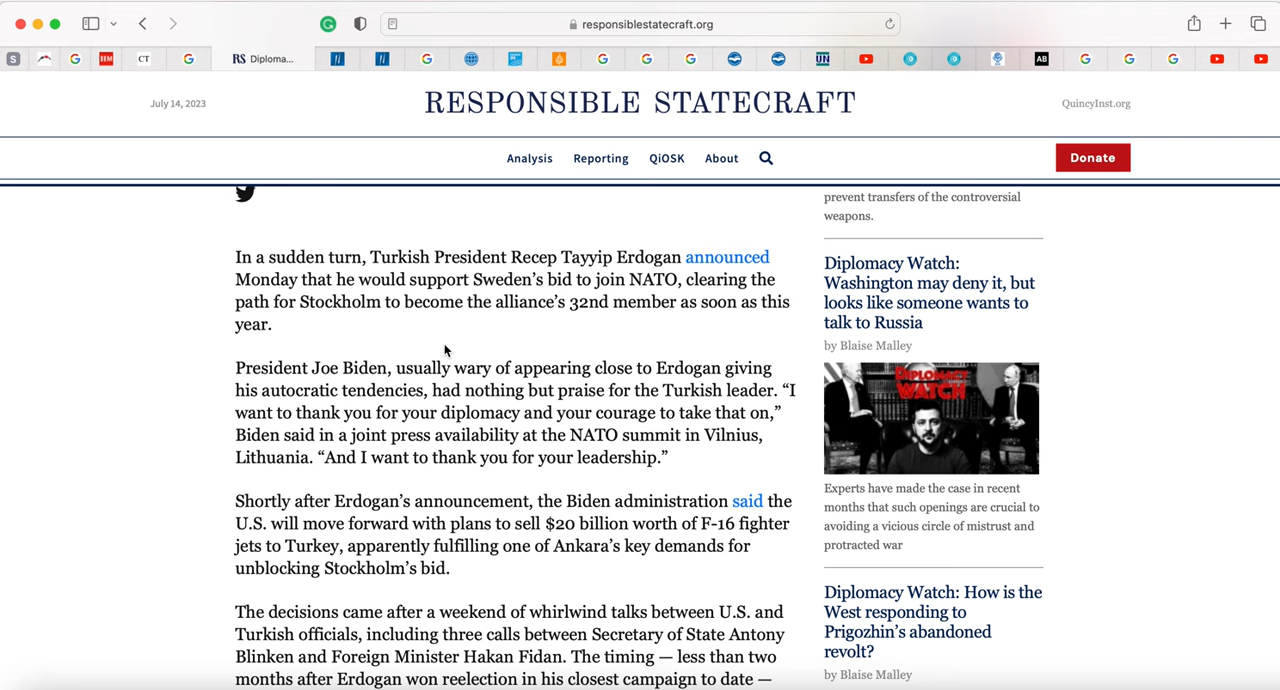 responsiblestatecraft.org
S
HM
CT
RS Diploma...
UN
AB
July 14, 2023
RESPONSIBLE STATECRAFT
QuincyInst.org
Analysis
Reporting
QiOSK
About
Donate
In a sudden turn, Turkish President Recep Tayyip Erdogan announced
Monday that he would support Sweden’s bid to join NATO, clearing the
path for Stockholm to become the alliance’s 32nd member as soon as this
year.
President Joe Biden, usually wary of appearing close to Erdogan giving
his autocratic tendencies, had nothing but praise for the Turkish leader. “I
want to thank you for your diplomacy and your courage to take that on,”
Biden said in a joint press availability at the NATO summit in Vilnius,
Lithuania. “And I want to thank you for your leadership.”
Shortly after Erdogan’s announcement, the Biden administration said the
U.S. will move forward with plans to sell $20 billion worth of F-16 fighter
jets to Turkey, apparently fulfilling one of Ankara’s key demands for
unblocking Stockholm’s bid.
The decisions came after a weekend of whirlwind talks between U.S. and
Turkish officials, including three calls between Secretary of State Antony
Blinken and Foreign Minister Hakan Fidan. The timing — less than two
months after Erdogan won reelection in his closest campaign to date —
prevent transfers of the controversial
weapons.
Diplomacy Watch:
Washington may deny it, but
looks like someone wants to
talk to Russia
by Blaise Malley
DIPLOMACY
WATCH
Experts have made the case in recent
months that such openings are crucial to
avoiding a vicious circle of mistrust and
protracted war
Diplomacy Watch: How is the
West responding to
Prigozhin’s abandoned
revolt?
by Blaise Malley